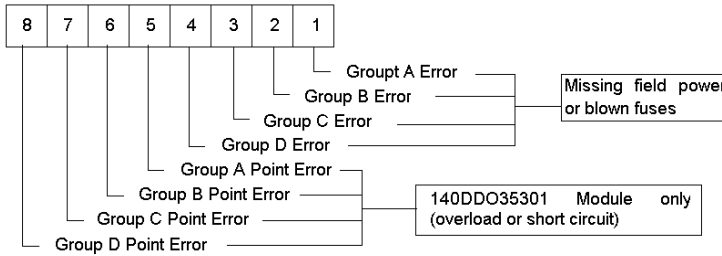 8 7 6 5 4 3 2 1
Groupt A Error
Group B Error
Group C Error
Group D Error
Group A Point Error
Group B Point Error
Group C Point Error
Group D Point Error
Missing field power
or blown fuses
140DDO35301 Module only
(overload or short circuit)